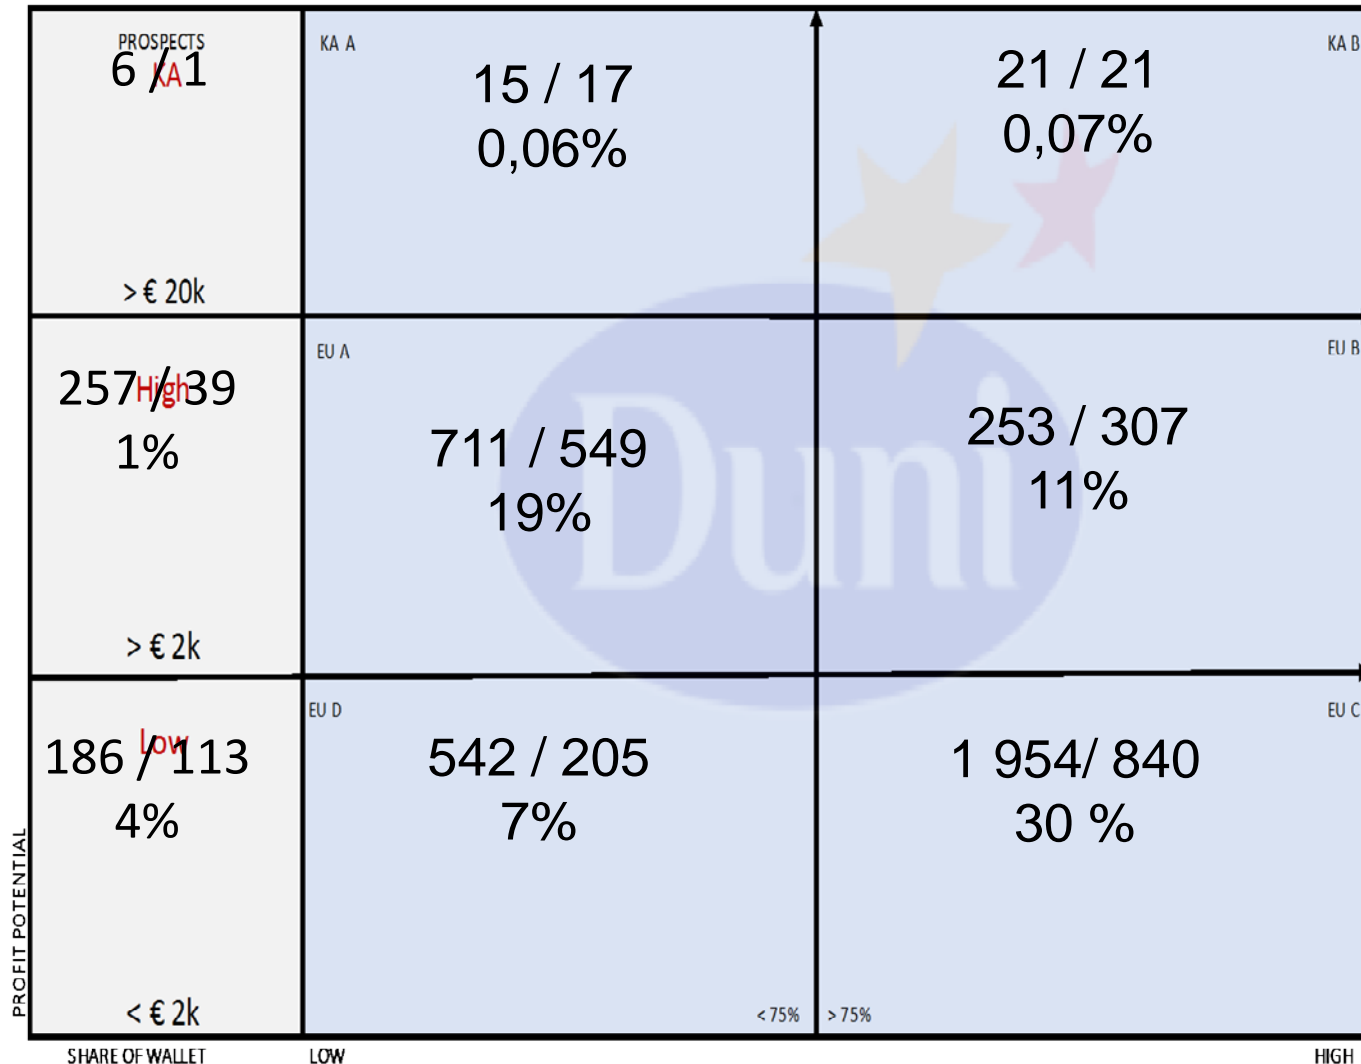 PROSPECTS
KA
6 / 1
> € 20k
KA A
15 / 17
0,06%
KA B
21 / 21
0,07%
High
257 / 39
1%
> € 2k
EU A
711 / 549
19%
EU B
253 / 307
11%
Duni
Low
186 / 113
4%
< € 2k
EU D
542 / 205
7%
EU C
1 954/ 840
30 %
< 75%
> 75%
PROFIT POTENTIAL
SHARE OF WALLET
LOW
HIGH